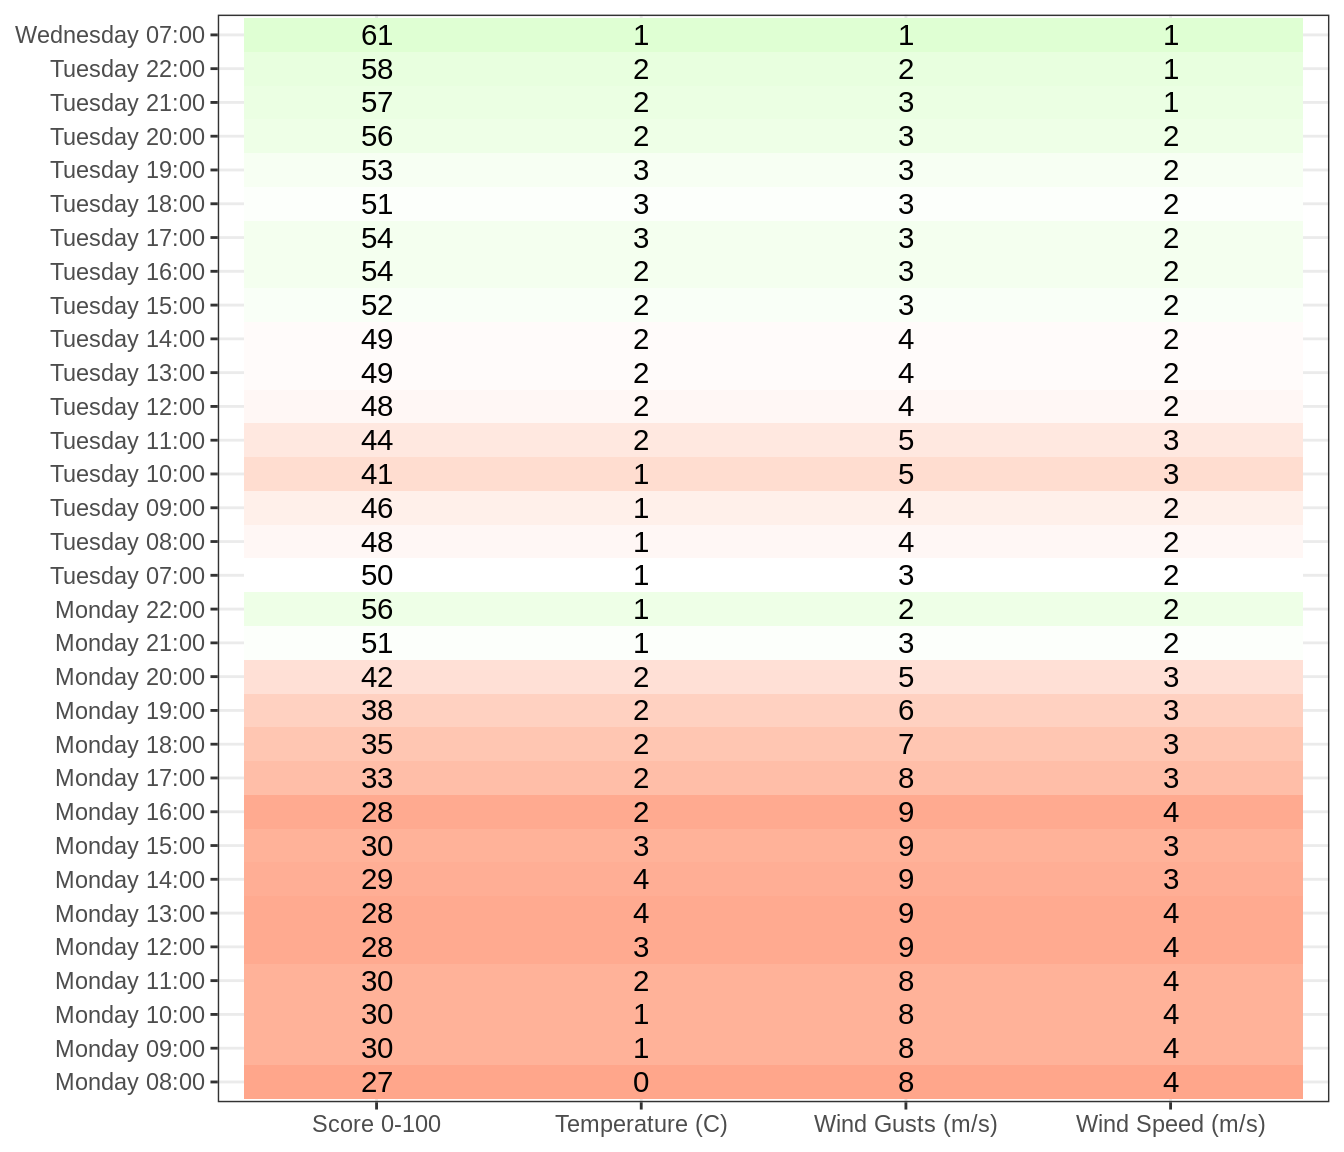 Wednesday 07:00 61 1 1 1
Tuesday 22:00 58 2 2 1
Tuesday 21:00 57 2 3 1
Tuesday 20:00 56 2 3 2
Tuesday 19:00 53 3 3 2
Tuesday 18:00 51 3 3 2
Tuesday 17:00 54 3 3 2
Tuesday 16:00 54 2 3 2
Tuesday 15:00 52 2 3 2
Tuesday 14:00 49 2 4 2
Tuesday 13:00 49 2 4 2
Tuesday 12:00 48 2 4 2
Tuesday 11:00 44 2 5 3
Tuesday 10:00 41 1 5 3
Tuesday 09:00 46 1 4 2
Tuesday 08:00 48 1 4 2
Tuesday 07:00 50 1 3 2
Monday 22:00 56 1 2 2
Monday 21:00 51 1 3 2
Monday 20:00 42 2 5 3
Monday 19:00 38 2 6 3
Monday 18:00 35 2 7 3
Monday 17:00 33 2 8 3
Monday 16:00 28 2 9 4
Monday 15:00 30 3 9 3
Monday 14:00 29 4 9 3
Monday 13:00 28 4 9 4
Monday 12:00 28 3 9 4
Monday 11:00 30 2 8 4
Monday 10:00 30 1 8 4
Monday 09:00 30 1 8 4
Monday 08:00 27 0 8 4
Score 0-100 Temperature (C) Wind Gusts (m/s) Wind Speed (m/s)